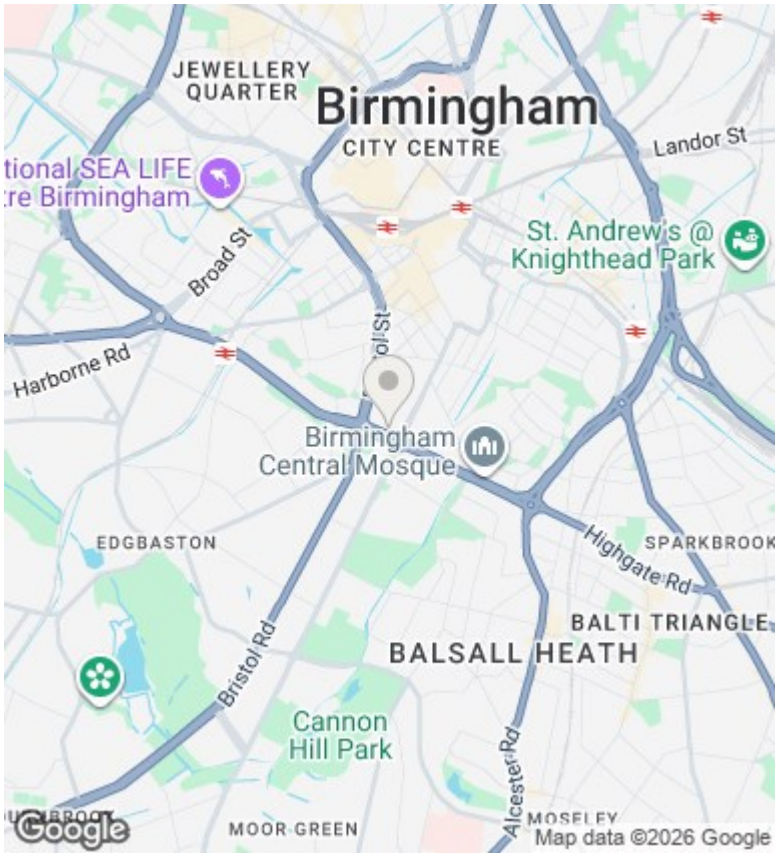 JEWELLERY
QUARTER
Birmingham
CITY CENTRE
Landor St
tional SEA LIFE
tre Birmingham
St. Andrew's @
Knighthead Park
Broad St
ol St
Harborne Rd
Birmingham
Central Mosque
EDGBASTON
Highgate Rd
SPARKBROOK
BALTI TRIANGLE
BALSALL HEATH
Bristol Rd
Cannon
Hill Park
Alcester Rd
MOSELEY
MOOR GREEN
Google
Map data ©2026 Google